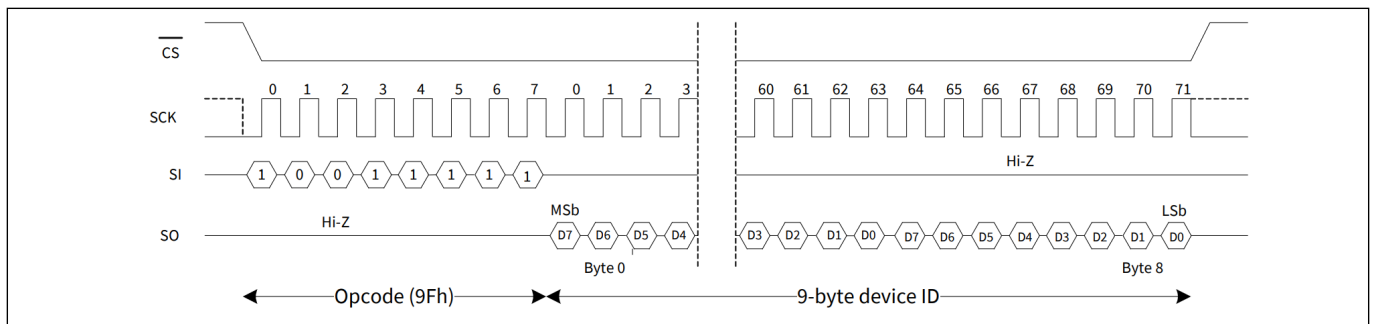 CS
0 1 2 3 4 5 6 7 0 1 2 3 60 61 62 63 64 65 66 67 68 69 70 71
SCK
Hi-Z
SI 1 0 0 1 1 1 1 1
MSb LSb
Hi-Z
SO D7 D6 D5 D4 D3 D2 D1 D0 D7 D6 D5 D4 D3 D2 D1 D0
Byte 0 Byte 8
Opcode (9Fh) 9-byte device ID